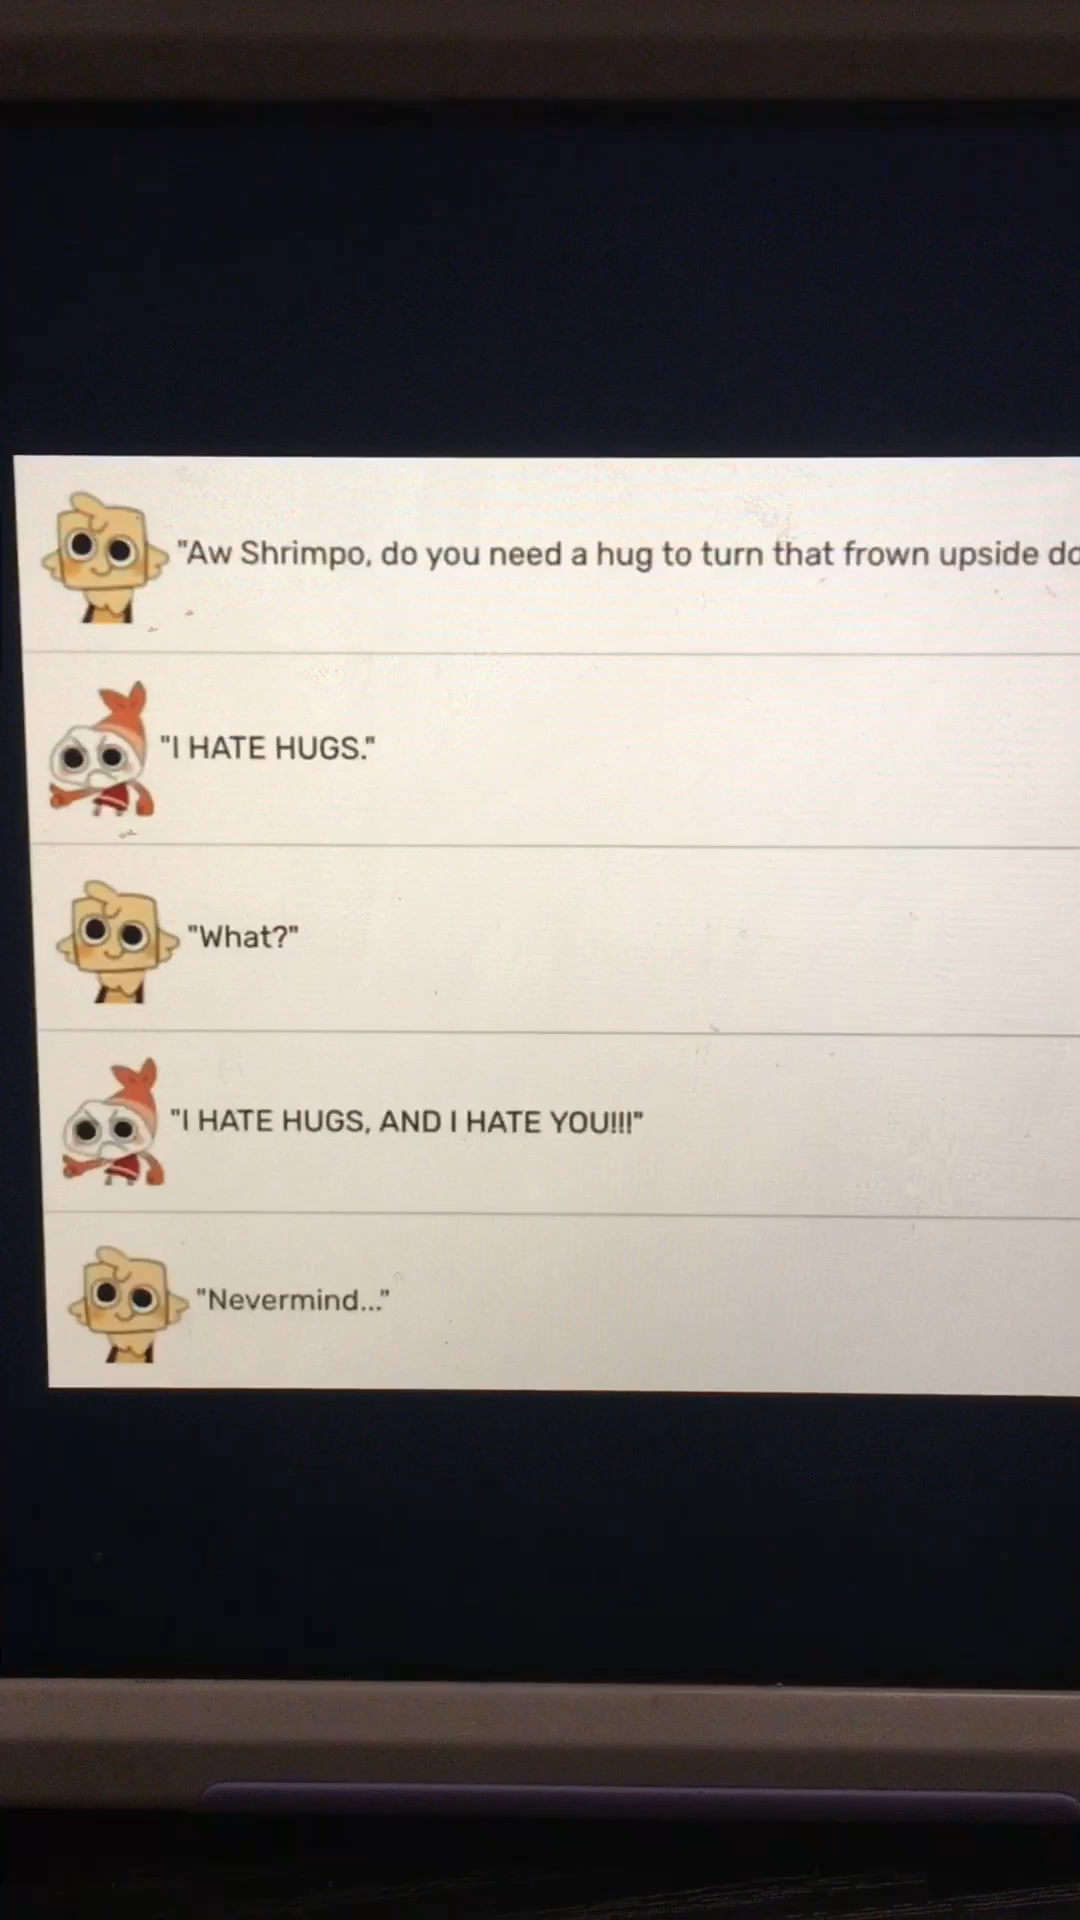 "Aw Shrimpo, do you need a hug to turn that frown upside
"I HATE HUGS."
"What?"
"I HATE HUGS, AND I HATE YOU!!!"
"Nevermind..."